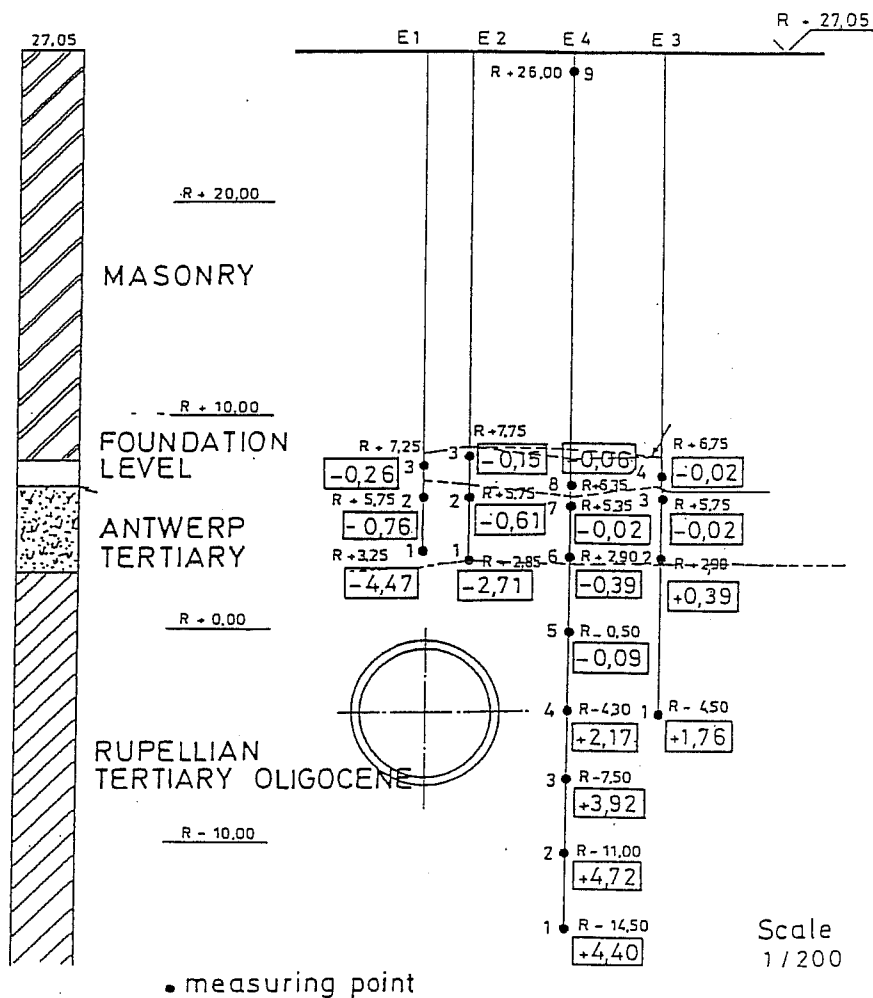 R + 27,05
27,05
E1
E2
E4
E3
R +26,00
9
R + 20,00
MASONRY
R + 10,00
FOUNDATION
LEVEL
R + 7,25
3
-0,26
R+7,75
3
-0,15
-0,06
R+6,75
4
-0,02
8
R+6,35
R + 5,75
2
-0,76
2
R+5,75
-0,61
7
R+5,35
-0,02
3
R+5,75
-0,02
ANTWERP
TERTIARY
R+3,25
1
-4,47
1
R + 2,85
-2,71
6
R+2,90
-0,39
2
R+2,90
+0,39
R + 0,00
5
R-0,50
-0,09
4
R-4,30
+2,17
1
R- 4,50
+1,76
RUPELLIAN
TERTIARY OLIGOCENE
3
R-7,50
+3,92
R - 10,00
2
R-11,00
+4,72
1
R-14,50
+4,40
Scale
1/200
measuring point